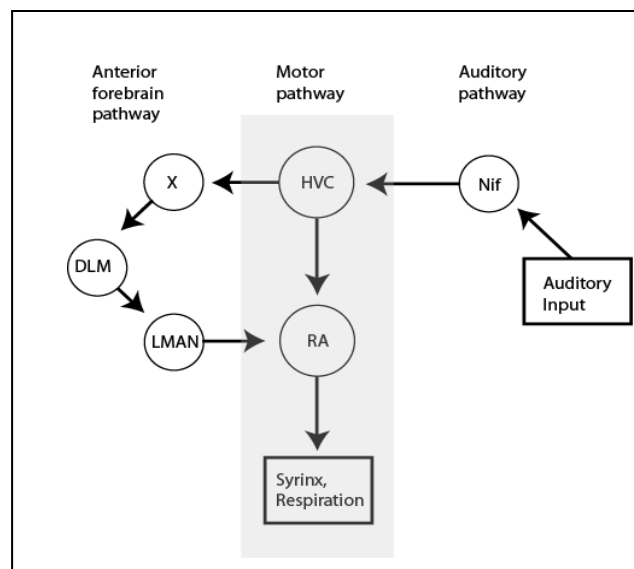 Anterior
forebrain
pathway
Motor
pathway
Auditory
pathway
X
HVC
Nif
DLM
Auditory
Input
LMAN
RA
Syrinx,
Respiration